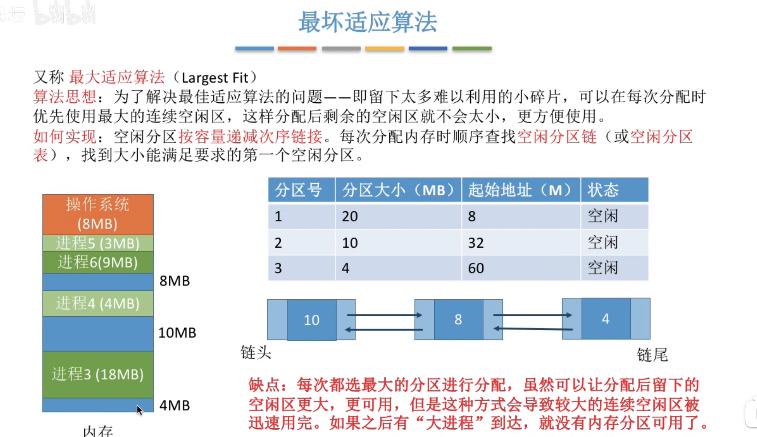 最坏适应算法
又称 最大适应算法（Largest Fit）
算法思想：为了解决最佳适应算法的问题——即留下太多难以利用的小碎片，可以在每次分配时
优先使用最大的连续空闲区，这样分配后剩余的空闲区就不会太小，更方便使用。
如何实现：空闲分区按容量递减次序链接。每次分配内存时顺序查找空闲分区链（或空闲分区
表），找到大小能满足要求的第一个空闲分区。
操作系统
(8MB)
进程5 (3MB)
进程6(9MB)
8MB
进程4 (4MB)
10MB
进程3 (18MB)
4MB
内存
分区号 分区大小（MB） 起始地址（M） 状态
1 20 8 空闲
2 10 32 空闲
3 4 60 空闲
10 8 4
链头 链尾
缺点：每次都选最大的分区进行分配，虽然可以让分配后留下的
空闲区更大，更可用，但是这种方式会导致较大的连续空闲区被
迅速用完。如果之后有“大进程”到达，就没有内存分区可用了。